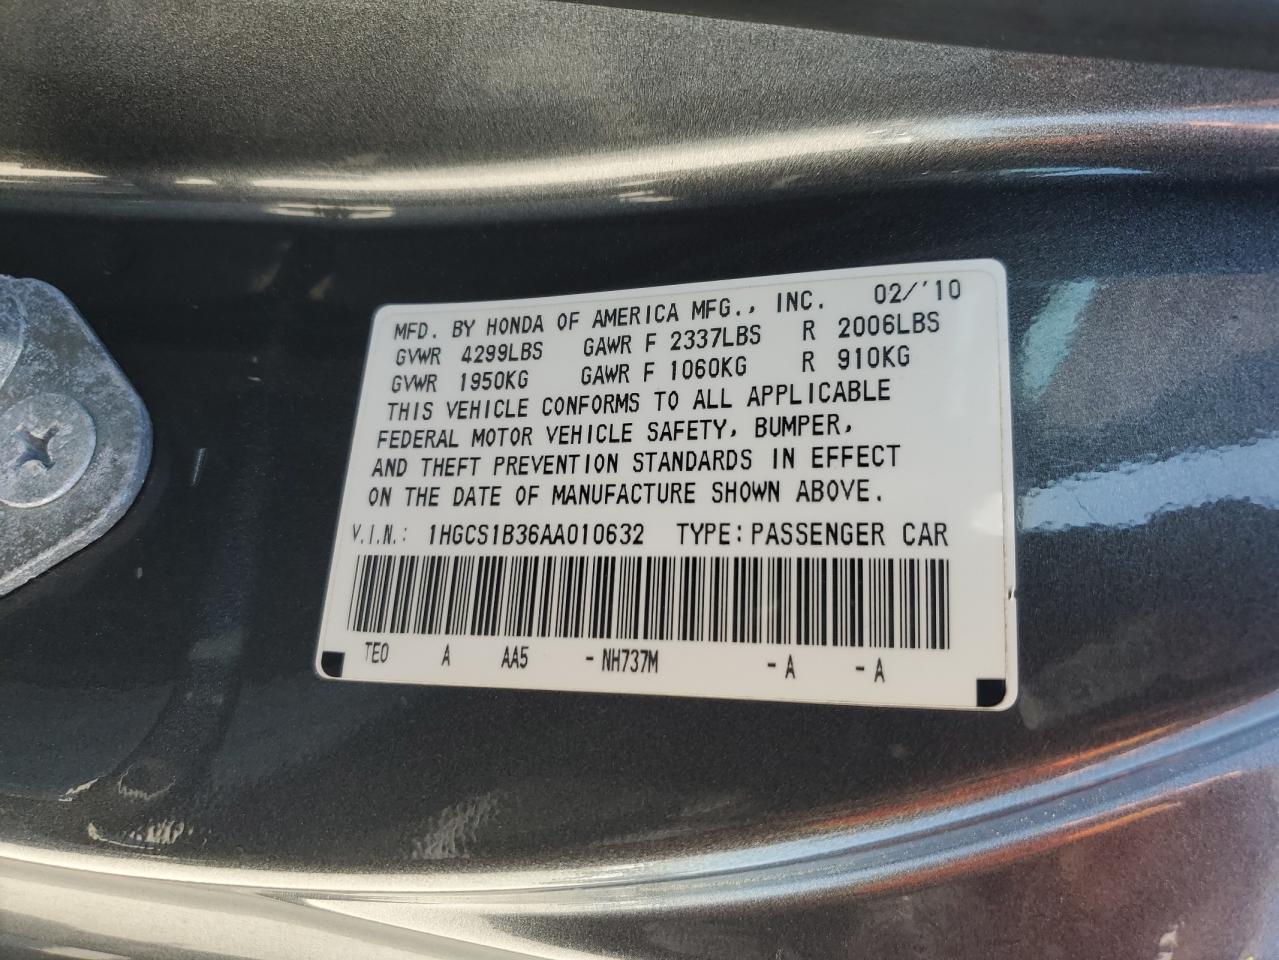 MFD. BY HONDA OF AMERICA MFG., INC. 02/'10
GVWR 4299LBS GAWR F 2337LBS R 2006LBS
GVWR 1950KG GAWR F 1060KG R 910KG
THIS VEHICLE CONFORMS TO ALL APPLICABLE
FEDERAL MOTOR VEHICLE SAFETY, BUMPER,
AND THEFT PREVENTION STANDARDS IN EFFECT
ON THE DATE OF MANUFACTURE SHOWN ABOVE.
V.I.N.: 1HGCS1B36AA010632 TYPE: PASSENGER CAR
TE0 A AA5 - NH737M - A - A